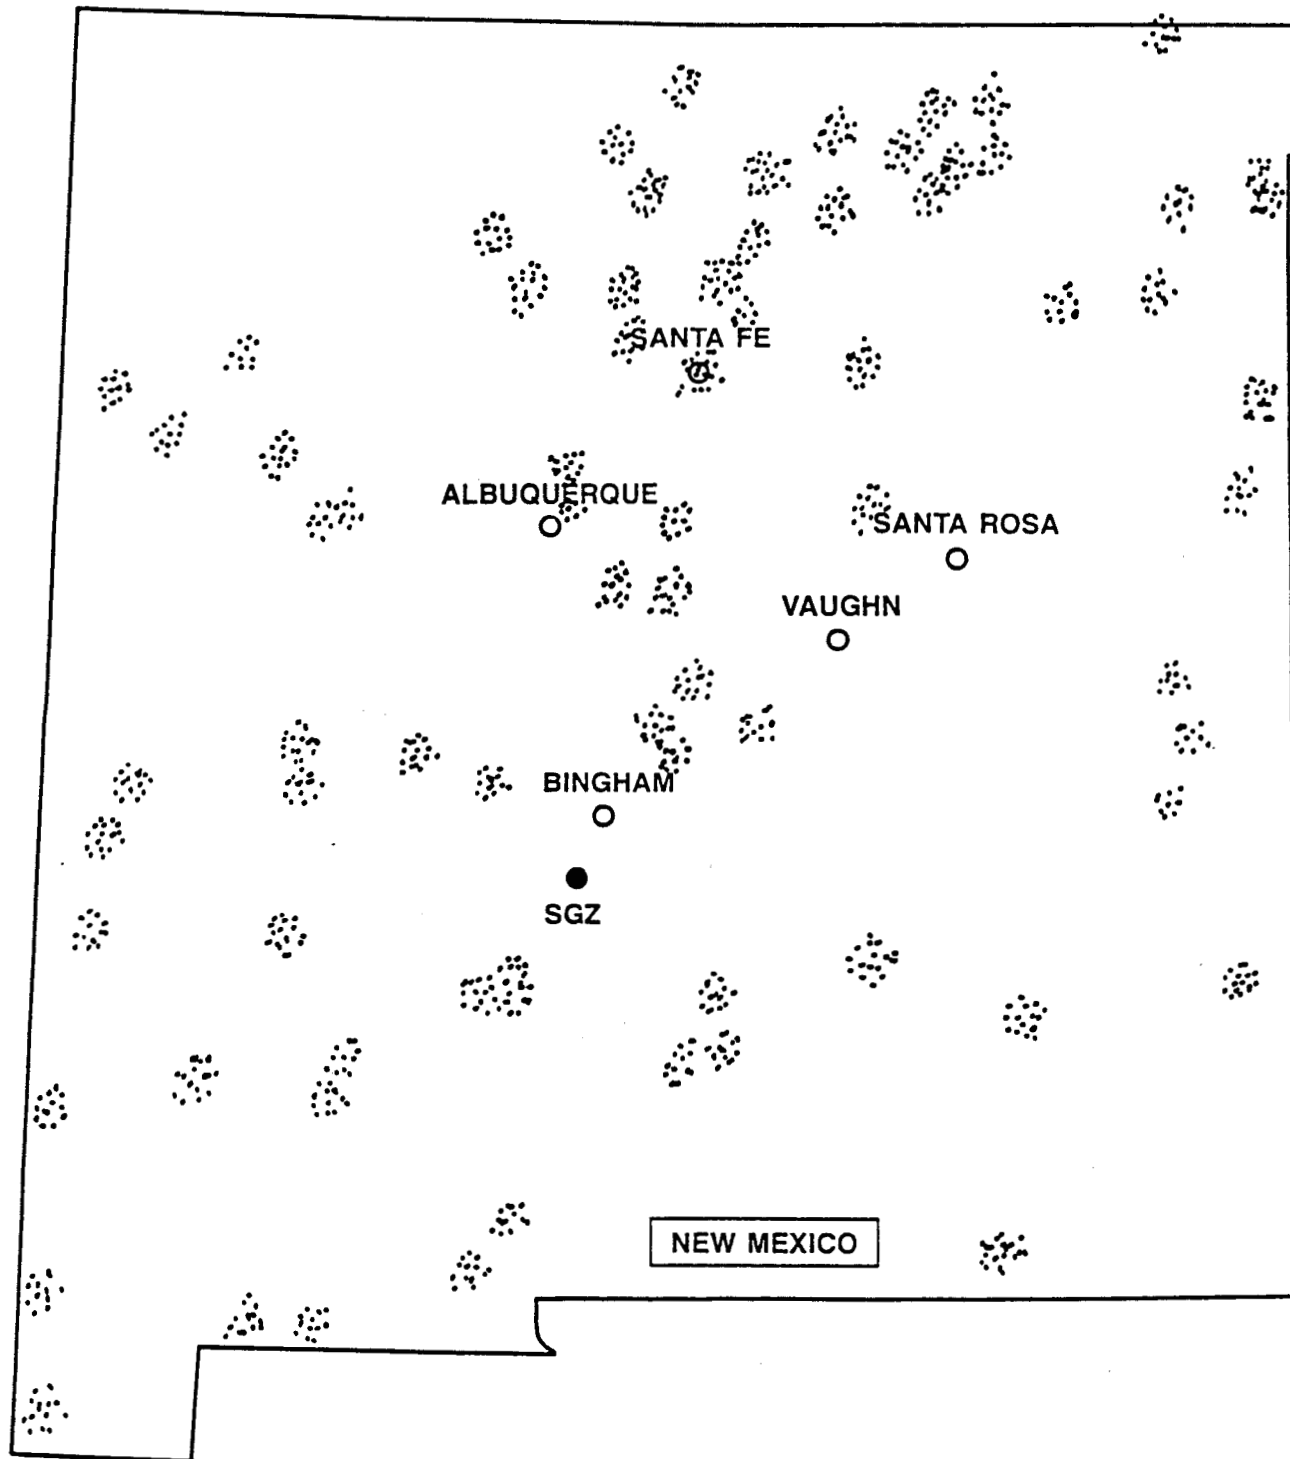 SANTA FE
ALBUQUERQUE
SANTA ROSA
VAUGHN
BINGHAM
SGZ
NEW MEXICO